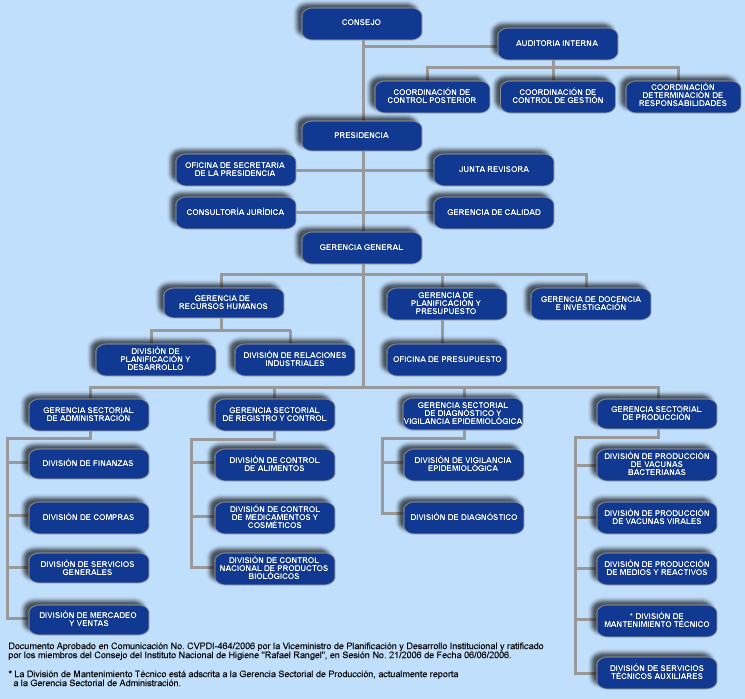 CONSEJO
AUDITORIA INTERNA
COORDINACIÓN DE
CONTROL POSTERIOR
COORDINACIÓN DE
CONTROL DE GESTIÓN
COORDINACIÓN
DETERMINACIÓN DE
RESPONSABILIDADES
PRESIDENCIA
OFICINA DE SECRETARIA
DE LA PRESIDENCIA
JUNTA REVISORA
CONSULTORÍA JURÍDICA
GERENCIA DE CALIDAD
GERENCIA GENERAL
GERENCIA DE
RECURSOS HUMANOS
GERENCIA DE
PLANIFICACIÓN Y
PRESUPUESTO
GERENCIA DE DOCENCIA
E INVESTIGACIÓN
DIVISIÓN DE
PLANIFICACIÓN Y
DESARROLLO
DIVISIÓN DE RELACIONES
INDUSTRIALES
OFICINA DE PRESUPUESTO
GERENCIA SECTORIAL
DE ADMINISTRACIÓN
GERENCIA SECTORIAL
DE REGISTRO Y CONTROL
GERENCIA SECTORIAL
DE DIAGNÓSTICO Y
VIGILANCIA EPIDEMIOLÓGICA
GERENCIA SECTORIAL
DE PRODUCCIÓN
DIVISIÓN DE FINANZAS
DIVISIÓN DE COMPRAS
DIVISIÓN DE SERVICIOS
GENERALES
DIVISIÓN DE MERCADEO
Y VENTAS
DIVISIÓN DE CONTROL
DE ALIMENTOS
DIVISIÓN DE CONTROL
DE MEDICAMENTOS Y
COSMÉTICOS
DIVISIÓN DE CONTROL
NACIONAL DE PRODUCTOS
BIOLÓGICOS
DIVISIÓN DE VIGILANCIA
EPIDEMIOLÓGICA
DIVISIÓN DE DIAGNÓSTICO
DIVISIÓN DE PRODUCCIÓN
DE VACUNAS
BACTERIANAS
DIVISIÓN DE PRODUCCIÓN
DE VACUNAS VIRALES
DIVISIÓN DE PRODUCCIÓN
DE MEDIOS Y REACTIVOS
* DIVISIÓN DE
MANTENIMIENTO TÉCNICO
DIVISIÓN DE SERVICIOS
TÉCNICOS AUXILIARES
Documento Aprobado en Comunicación No. CVPDI-464/2006 por la Viceministro de Planificación y Desarrollo Institucional y ratificado
por los miembros del Consejo del Instituto Nacional de Higiene "Rafael Rangel", en Sesión No. 21/2006 de Fecha 06/06/2006.
* La División de Mantenimiento Técnico está adscrita a la Gerencia Sectorial de Producción, actualmente reporta
a la Gerencia Sectorial de Administración.